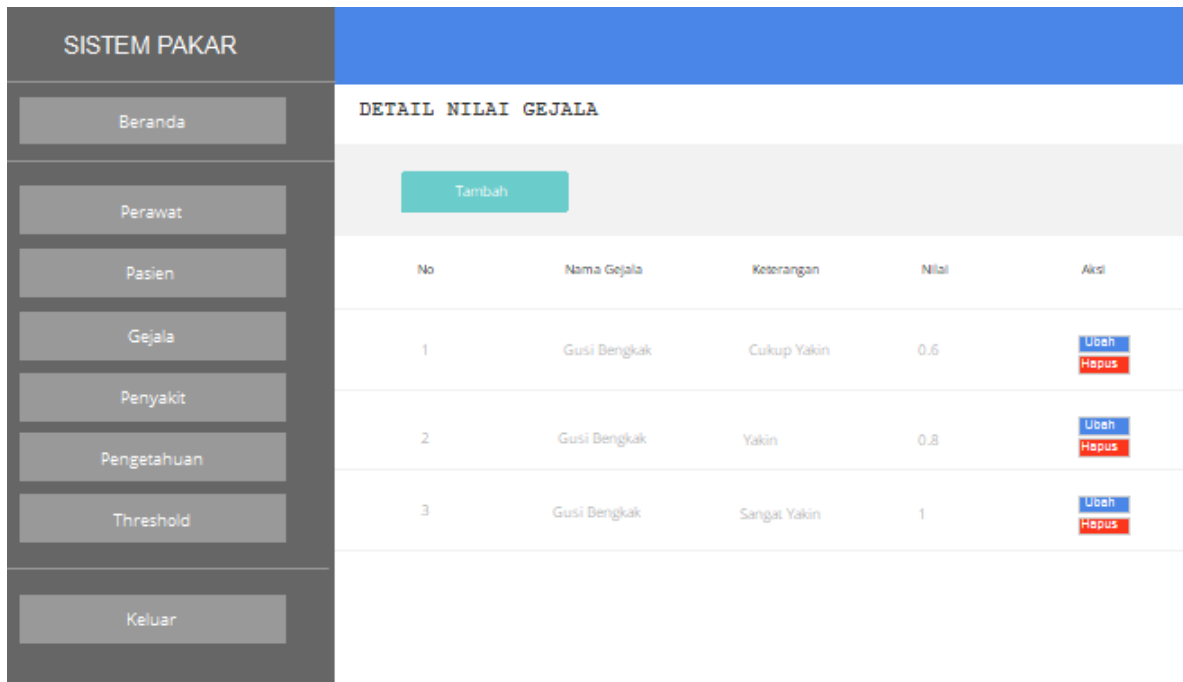 SISTEM PAKAR
Beranda
Perawat
Pasien
Gejala
Penyakit
Pengetahuan
Threshold
Keluar
DETAIL NILAI GEJALA
Tambah
No Nama Gejala Keterangan Nilai Aksi
1 Gusi Bengkak Cukup Yakin 0.6 Ubah
Hapus
2 Gusi Bengkak Yakin 0.8 Ubah
Hapus
3 Gusi Bengkak Sangat Yakin 1 Ubah
Hapus